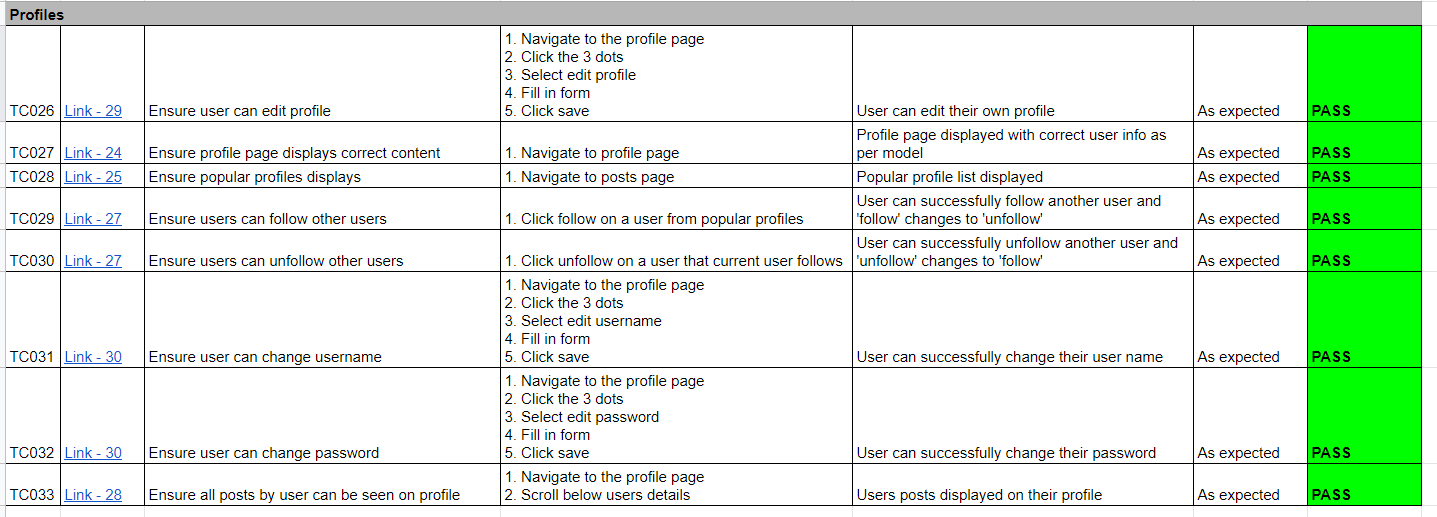 Profiles
1. Navigate to the profile page
2. Click the 3 dots
3. Select edit profile
4. Fill in form
TC026 Link - 29 Ensure user can edit profile 5. Click save User can edit their own profile As expected PASS
Profile page displayed with correct user info as
TC027 Link - 24 Ensure profile page displays correct content 1. Navigate to profile page per model As expected PASS
TC028 Link - 25 Ensure popular profiles displays 1. Navigate to posts page Popular profile list displayed As expected PASS
User can successfully follow another user and
TC029 Link - 27 Ensure users can follow other users 1. Click follow on a user from popular profiles 'follow' changes to 'unfollow' As expected PASS
User can successfully unfollow another user and
TC030 Link - 27 Ensure users can unfollow other users 1. Click unfollow on a user that current user follows 'unfollow' changes to 'follow' As expected PASS
1. Navigate to the profile page
2. Click the 3 dots
3. Select edit username
4. Fill in form
TC031 Link - 30 Ensure user can change username 5. Click save User can successfully change their user name As expected PASS
1. Navigate to the profile page
2. Click the 3 dots
3. Select edit password
4. Fill in form
TC032 Link - 30 Ensure user can change password 5. Click save User can successfully change their password As expected PASS
1. Navigate to the profile page
TC033 Link - 28 Ensure all posts by user can be seen on profile 2. Scroll below users details Users posts displayed on their profile As expected PASS